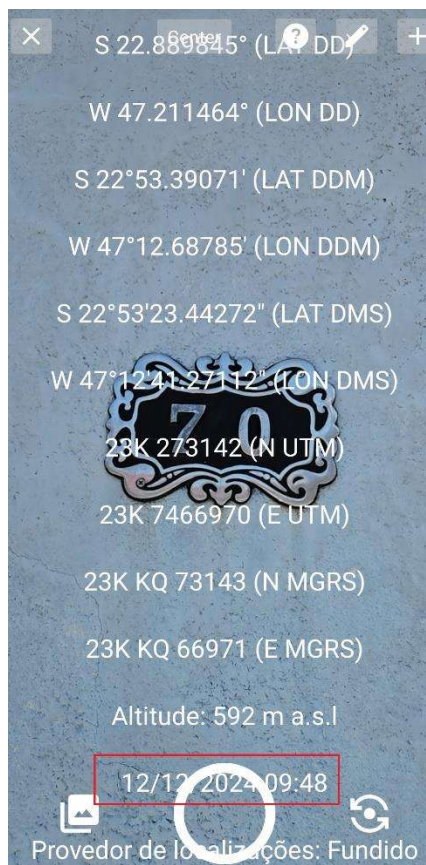 S 22.889845° (LAT DD)
Center
W 47.211464° (LON DD)
S 22°53.39071' (LAT DDM)
W 47°12.68785' (LON DDM)
S 22°53'23.44272" (LAT DMS)
W 47°12'41.27112" (LON DMS)
70
23K 273142 (N UTM)
23K 7466970 (E UTM)
23K KQ 73143 (N MGRS)
23K KQ 66971 (E MGRS)
Altitude: 592 m a.s.l
12/12/2024 09:48
Provedor de localizações: Fundido